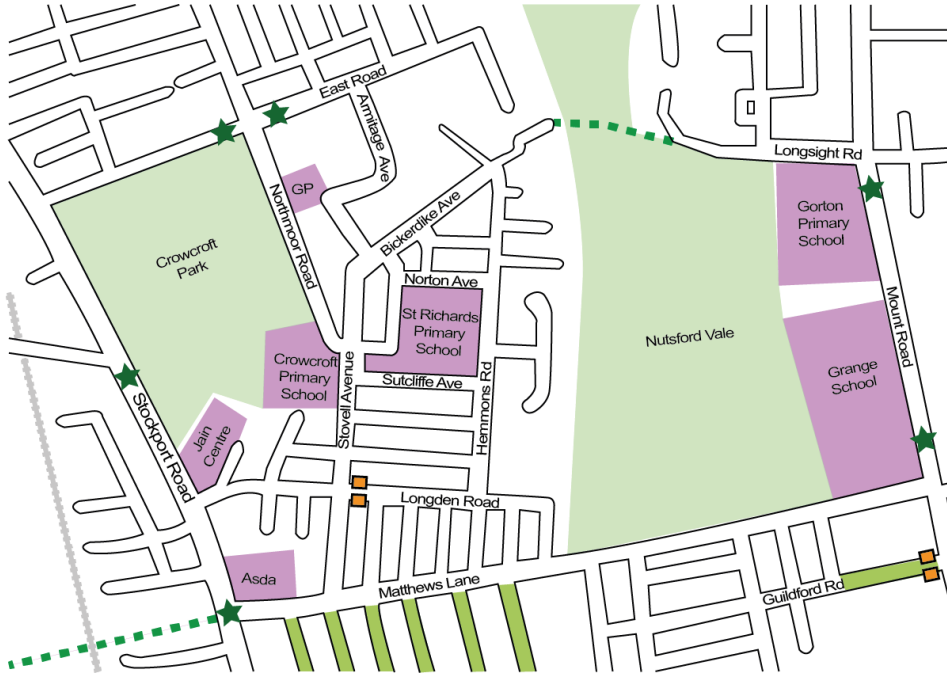 East Road
Armitage Ave
Longsight Rd
GP
Northmoor Road
Bickerdike Ave
Gorton
Primary
School
Crowcroft
Park
Norton Ave
St Richards
Primary
School
Nutsford Vale
Mount Road
Crowcroft
Primary
School
Stovell Avenue
Sutcliffe Ave
Hemmons Rd
Grange
School
Stockport Road
Jain
Centre
Longden Road
Asda
Matthews Lane
Guildford Rd